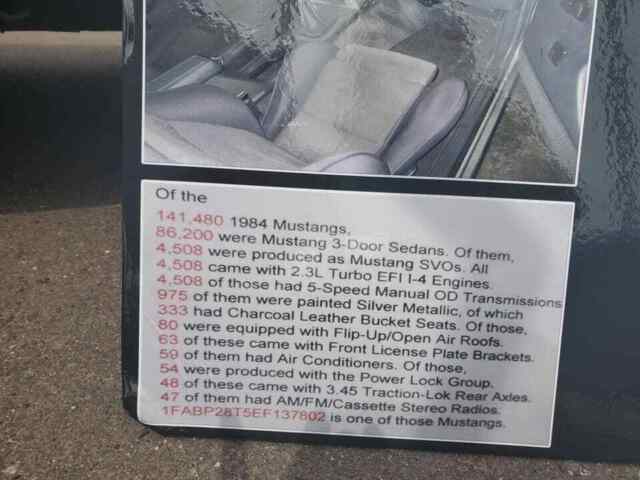 Of the
141,480 1984 Mustangs,
86,200 were Mustang 3-Door Sedans. Of them,
4,508 were produced as Mustang SVOs. All
4,508 came with 2.3L Turbo EFI I-4 Engines.
4,508 of those had 5-Speed Manual OD Transmissions
975 of them were painted Silver Metallic, of which
333 had Charcoal Leather Bucket Seats. Of those,
80 were equipped with Flip-Up/Open Air Roofs.
63 of these came with Front License Plate Brackets.
59 of them had Air Conditioners. Of those,
54 were produced with the Power Lock Group.
48 of these came with 3.45 Traction-Lok Rear Axles.
47 of them had AM/FM/Cassette Stereo Radios.
1FABP28T5EF137802 is one of those Mustangs.